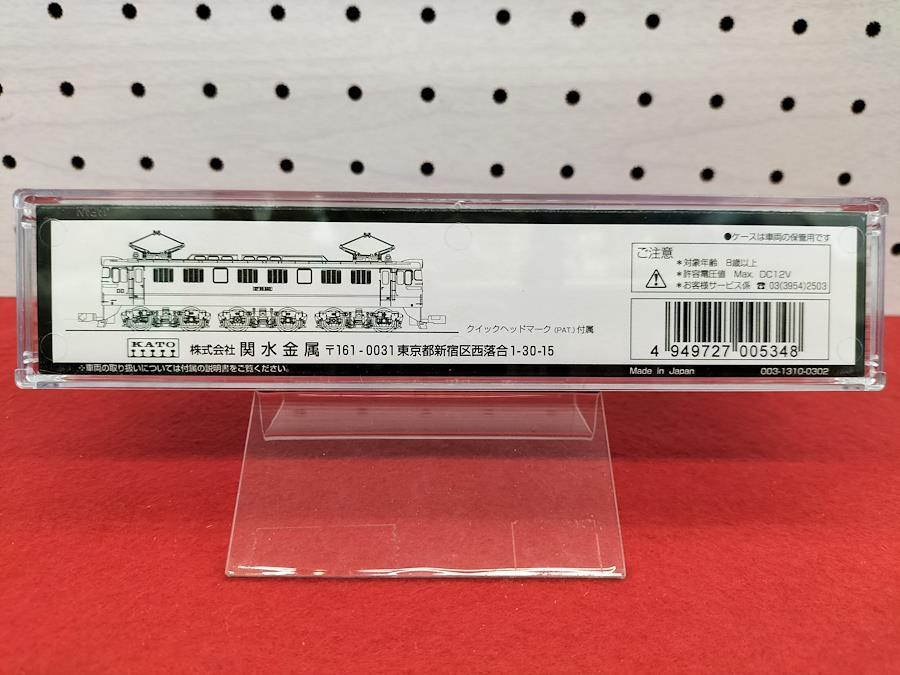 ●ケースは車両の保管用です
ご注意
＊対象年齢 8歳以上
＊許容電圧値 Max. DC12V
＊お客様サービス係 ☎ 03(3954)2503
クイックヘッドマーク (PAT.) 付属
KATO 株式会社 関水金属 〒161-0031 東京都新宿区西落合1-30-15
4 949727 005348
※車両の取り扱いについては付属の説明書をご覧ください。
Made in Japan 003-1310-0302